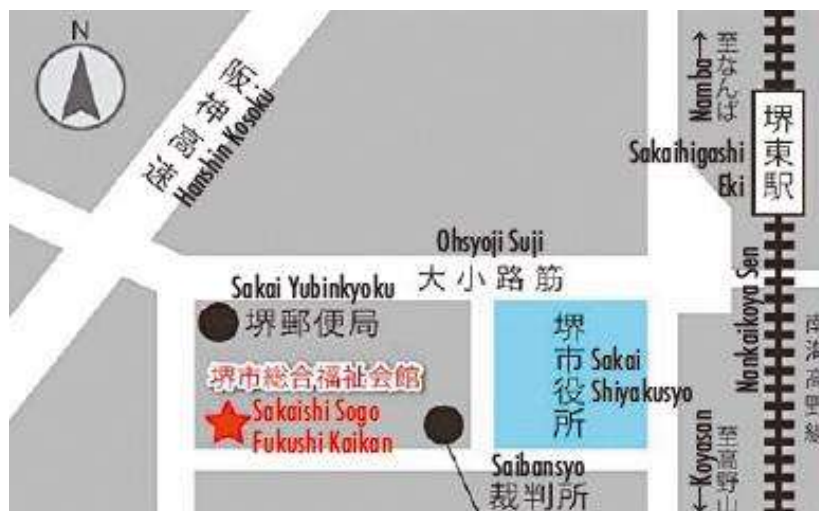 N
阪神高速
Hanshin Kosoku
Namba→
至なんば
Sakaihigashi
Eki
堺東駅
Ohsyoji Suji
大小路筋
Sakai Yubinkyoku
堺郵便局
堺市総合福祉会館
Sakaishi Sogo
Fukushi Kaikan
堺市役所
Sakai
Shiyakusyo
Saibansyo
裁判所
Nankaikoya Sen
南海高野線
←Koyasan
至高野山